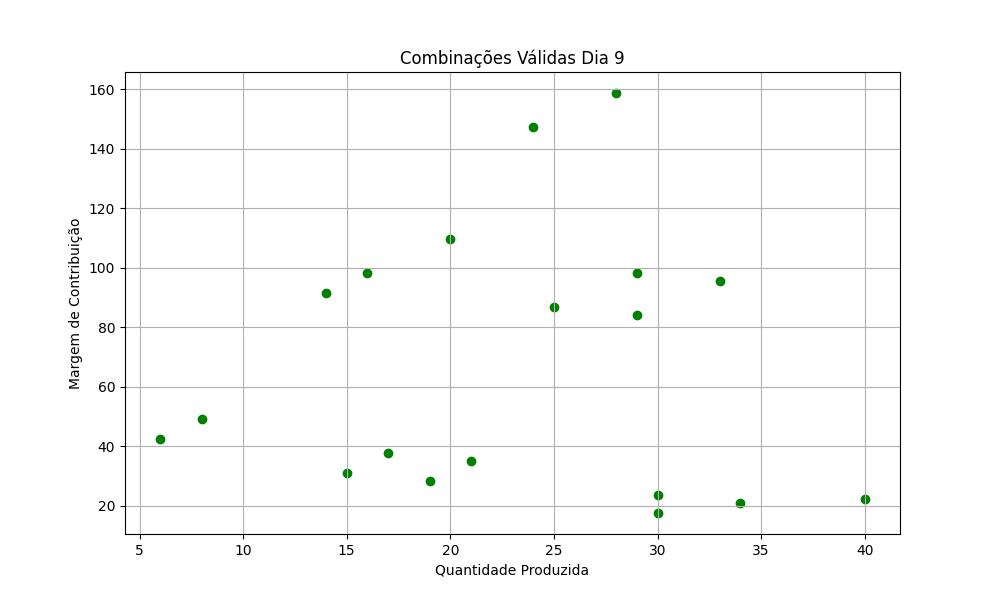 Combinações Válidas Dia 9
Margem de Contribuição
160
140
120
100
80
60
40
20
5 10 15 20 25 30 35 40
Quantidade Produzida